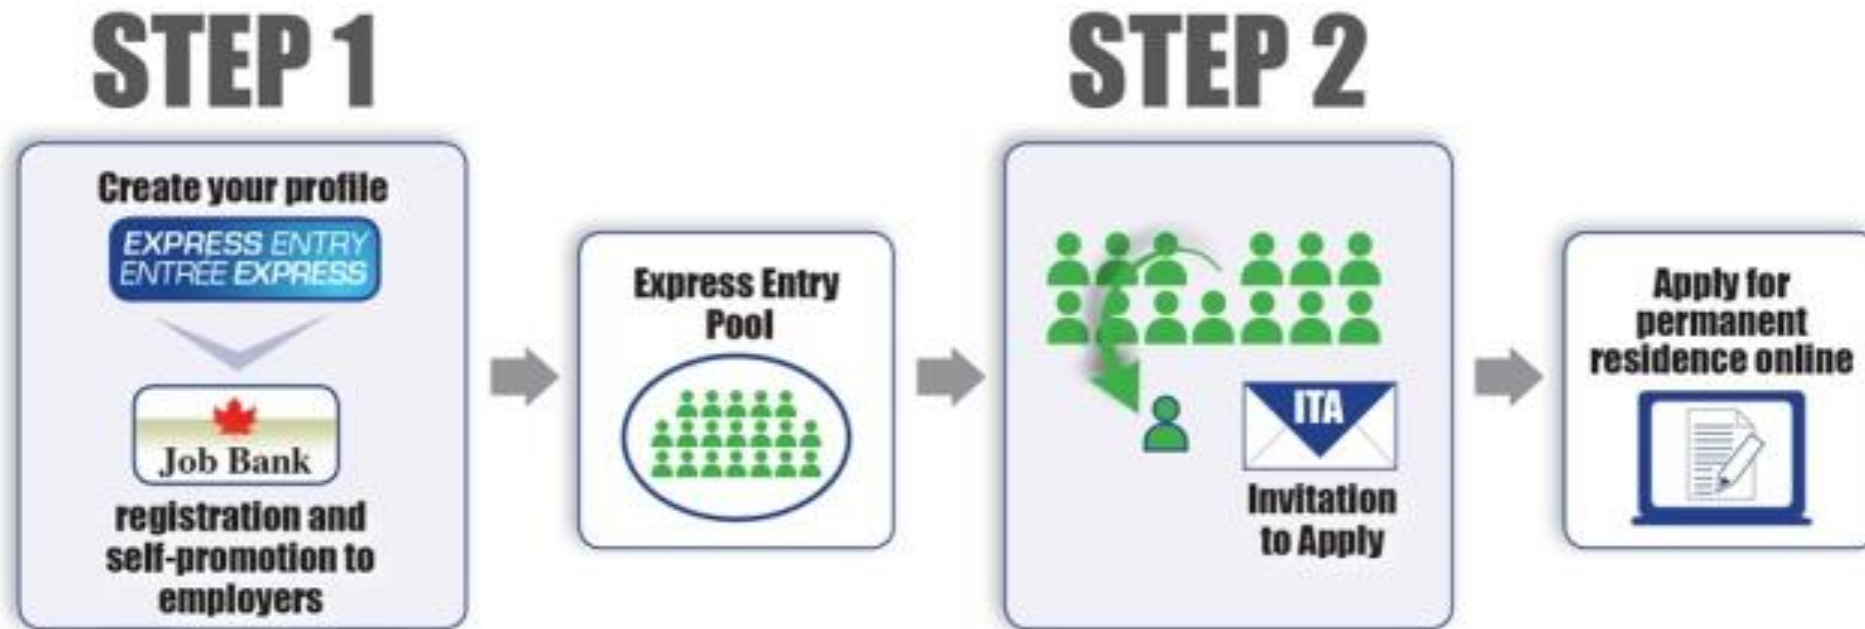 STEP 1
Create your profile
EXPRESS ENTRY
ENTRÉE EXPRESS
Job Bank
registration and
self-promotion to
employers
Express Entry
Pool
STEP 2
ITA
Invitation
to Apply
Apply for
permanent
residence online